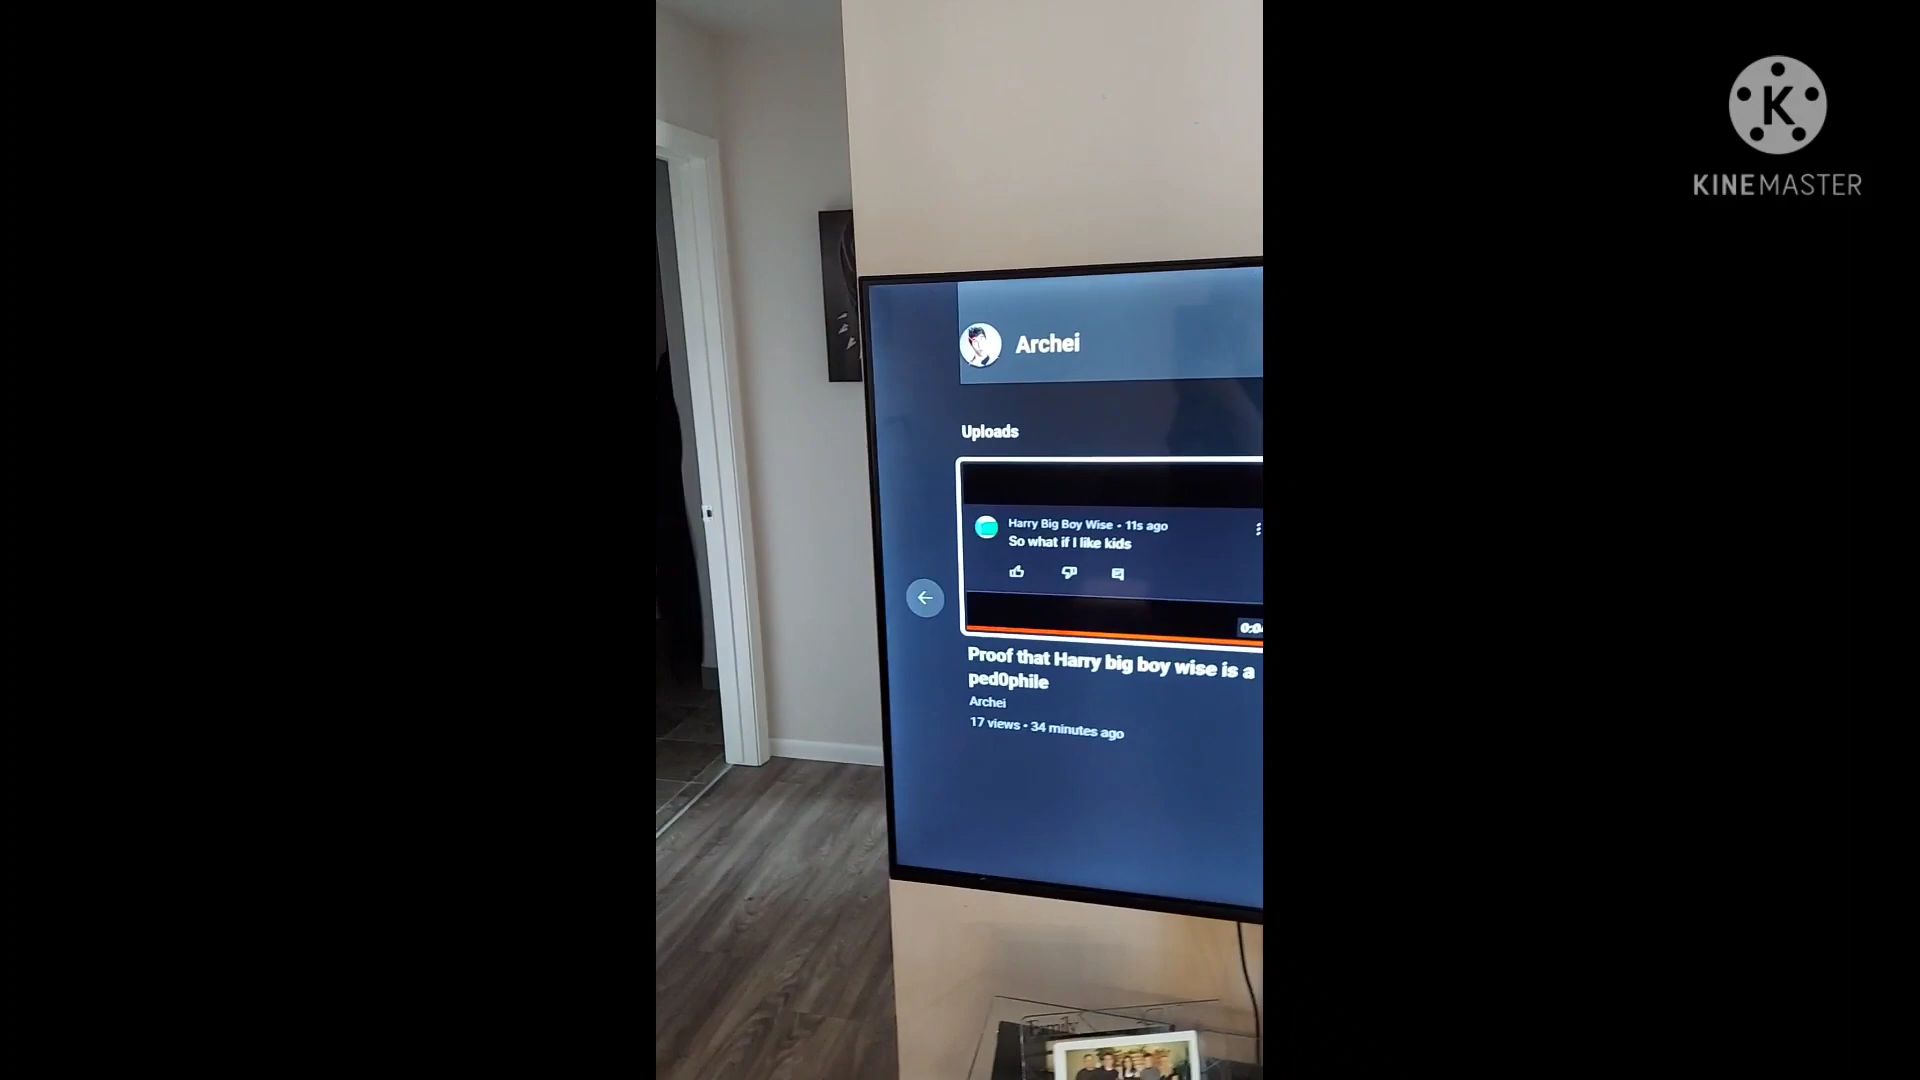 KINEMASTER
Archei
Uploads
Harry Big Boy Wise • 11s ago
So what if I like kids
Proof that Harry big boy wise is a
ped0phile
Archei
17 views • 34 minutes ago
Family